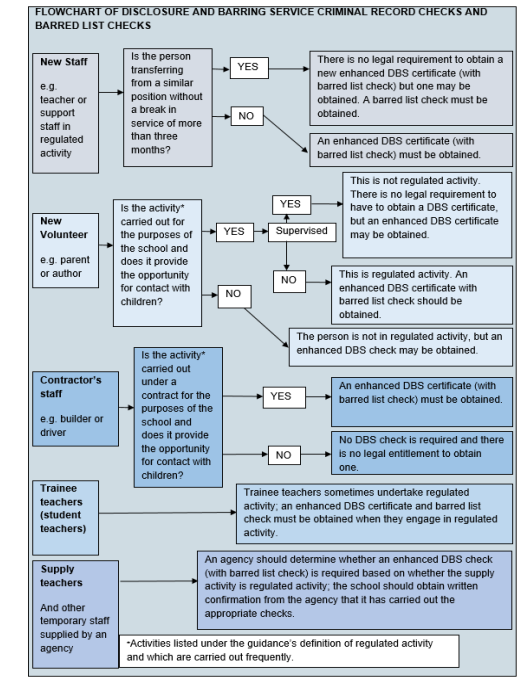 FLOWCHART OF DISCLOSURE AND BARRING SERVICE CRIMINAL RECORD CHECKS AND
BARRED LIST CHECKS
New Staff
e.g.
teacher or
support
staff in
regulated
activity
Is the person
transferring
from a similar
position without
a break in
service of more
than three
months?
YES
NO
There is no legal requirement to obtain a
new enhanced DBS certificate (with
barred list check) but one may be
obtained. A barred list check must be
obtained.
An enhanced DBS certificate (with
barred list check) must be obtained.
New
Volunteer
e.g. parent
or author
Is the activity*
carried out for
the purposes of
the school and
does it provide
the opportunity
for contact with
children?
YES
NO
Supervised
YES
NO
This is not regulated activity.
There is no legal requirement to
have to obtain a DBS certificate,
but an enhanced DBS certificate
may be obtained.
This is regulated activity. An
enhanced DBS certificate with
barred list check should be
obtained.
The person is not in regulated activity, but an
enhanced DBS check may be obtained.
Contractor's
staff
e.g. builder or
driver
Is the activity*
carried out
under a
contract for the
purposes of the
school and
does it provide
the opportunity
for contact with
children?
YES
NO
An enhanced DBS certificate (with
barred list check) must be obtained.
No DBS check is required and there
is no legal entitlement to obtain
one.
Trainee
teachers
(student
teachers)
Trainee teachers sometimes undertake regulated
activity; an enhanced DBS certificate and barred list
check must be obtained when they engage in regulated
activity.
Supply
teachers
And other
temporary staff
supplied by an
agency
An agency should determine whether an enhanced DBS check
(with barred list check) is required based on whether the supply
activity is regulated activity; the school should obtain written
confirmation from the agency that it has carried out the
appropriate checks.
*Activities listed under the guidance's definition of regulated activity
and which are carried out frequently.